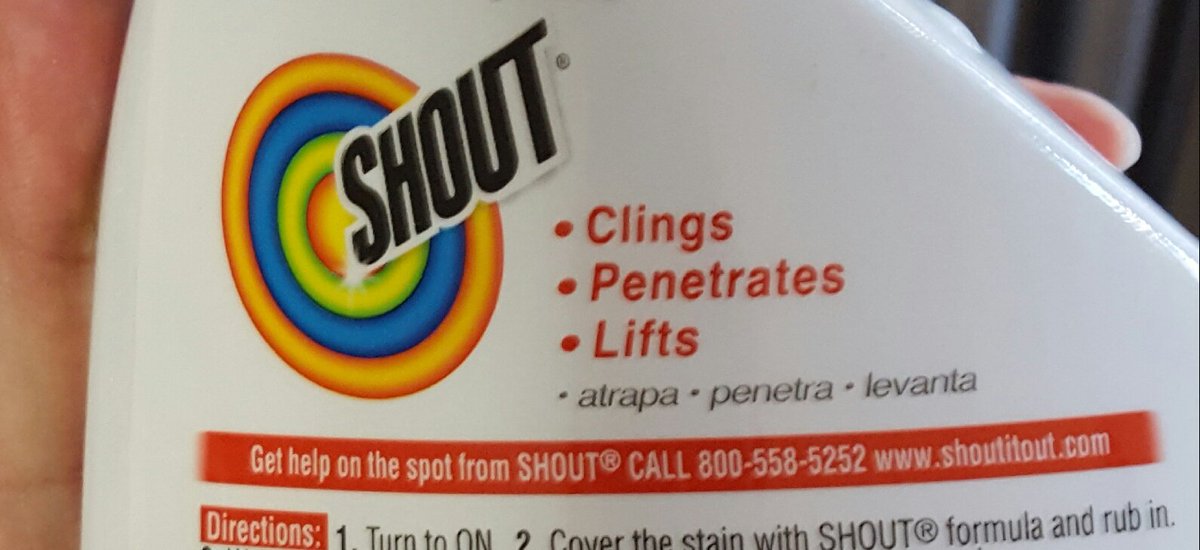 SHOUT®
• Clings
• Penetrates
• Lifts
• atrapa • penetra • levanta
Get help on the spot from SHOUT® CALL 800-558-5252 www.shoutitout.com
Directions: 1. Turn to ON 2. Cover the stain with SHOUT® formula and rub in.